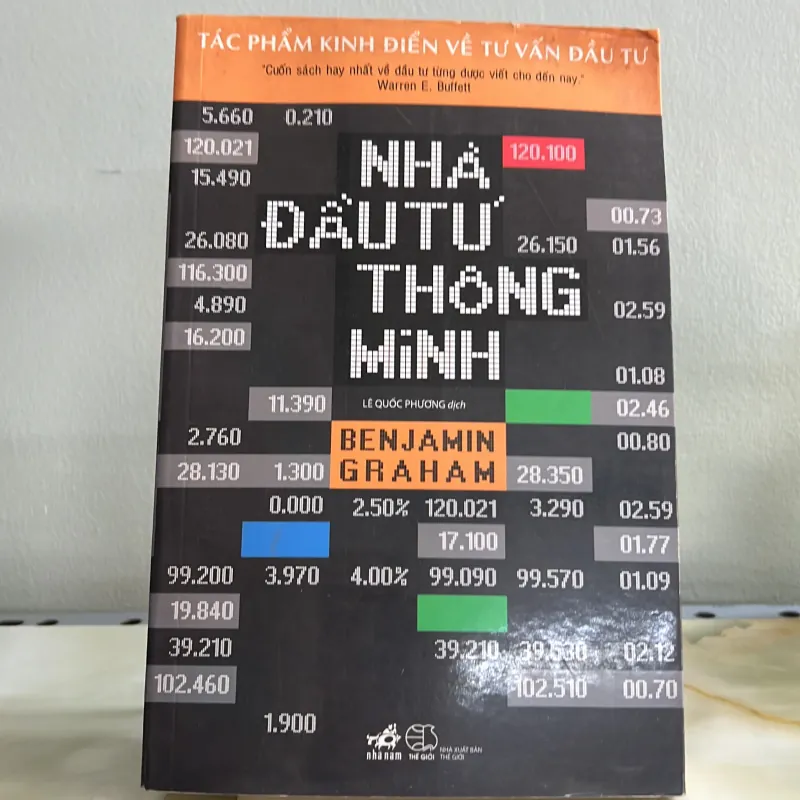 TÁC PHẨM KINH ĐIỂN VỀ TƯ VẤN ĐẦU TƯ
"Cuốn sách hay nhất về đầu tư từng được viết cho đến nay."
Warren E. Buffett
5.660 0.210
120.021 120.100
NHÀ
15.490
00.73
ĐẦU TƯ
26.080 26.150 01.56
116.300
THÔNG
4.890 02.59
16.200
MINH
01.08
11.390 LÊ QUỐC PHƯƠNG dịch 02.46
2.760 BENJAMIN 00.80
28.130 1.300 GRAHAM 28.350
0.000 2.50% 120.021 3.290 02.59
17.100 01.77
99.200 3.970 4.00% 99.090 99.570 01.09
19.840
39.210 39.210 39.630 02.12
102.460 102.510 00.70
1.900
nhã nam THẾ GIỚI NHÀ XUẤT BẢN
THẾ GIỚI